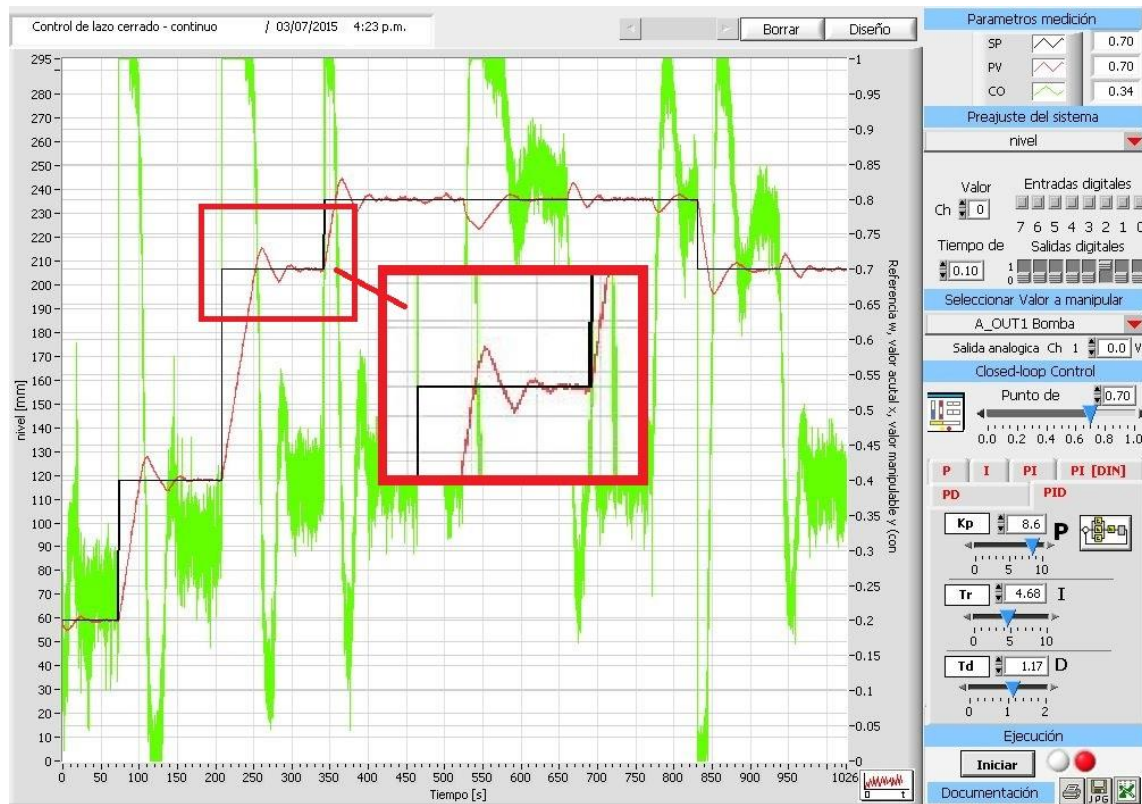 Control de lazo cerrado - continuo / 03/07/2015 4:23 p.m.
Borrar
Diseño
295
280
270
260
250
240
230
220
210
200
190
180
170
160
150
140
130
120
110
100
90
80
70
60
50
40
30
20
10
0
nivel [mm]
1
0.95
0.9
0.85
0.8
0.75
0.7
0.65
0.6
0.55
0.5
0.45
0.4
0.35
0.3
0.25
0.2
0.15
0.1
0.05
0
Referencia w, valor acutal x, valor manipulable y (con
0 50 100 150 200 250 300 350 400 450 500 550 600 650 700 750 800 850 900 950 1026
Tiempo [s]
0 t
Parametros medición
SP 0.70
PV 0.70
CO 0.34
Preajuste del sistema
nivel
Valor
Entradas digitales
Ch 0
7 6 5 4 3 2 1 0
Tiempo de
Salidas digitales
0.10
1
0
Seleccionar Valor a manipular
A_OUT1 Bomba
Salida analogica Ch 1 0.0 V
Closed-loop Control
Punto de 0.70
0.0 0.2 0.4 0.6 0.8 1.0
P I PI PI [DIN]
PD PID
Kp 8.6 P
0 5 10
Tr 4.68 I
0 5 10
Td 1.17 D
0 1 2
Ejecución
Iniciar
Documentación
JPG